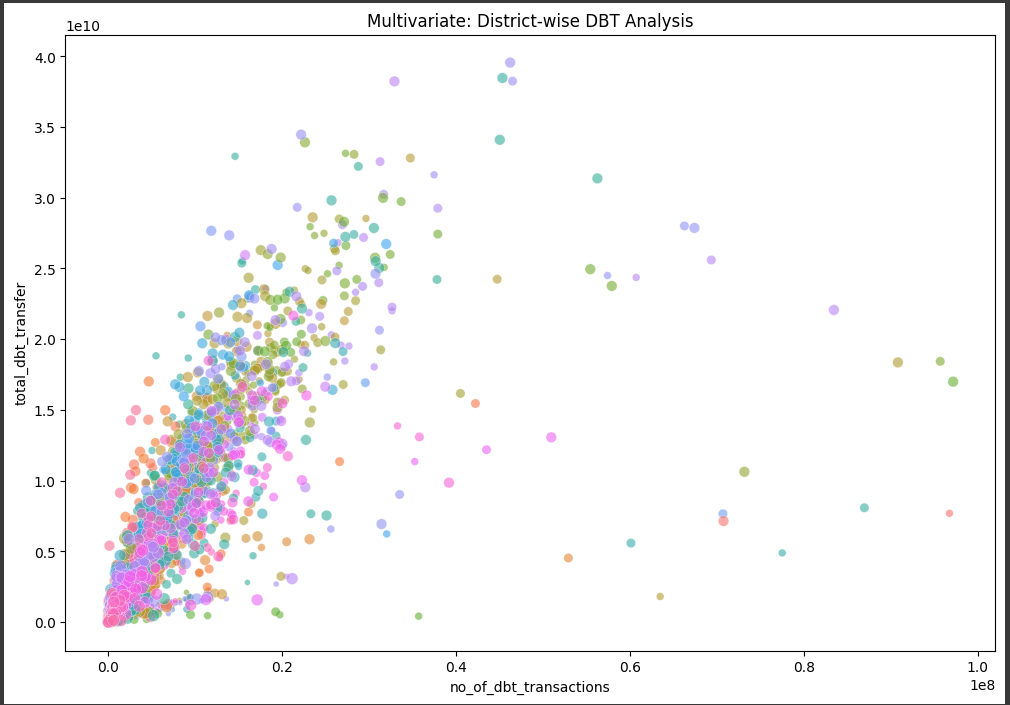 Multivariate: District-wise DBT Analysis
1e10
4.0
3.5
3.0
2.5
2.0
1.5
1.0
0.5
0.0
total_dbt_transfer
0.0 0.2 0.4 0.6 0.8 1.0
1e8
no_of_dbt_transactions